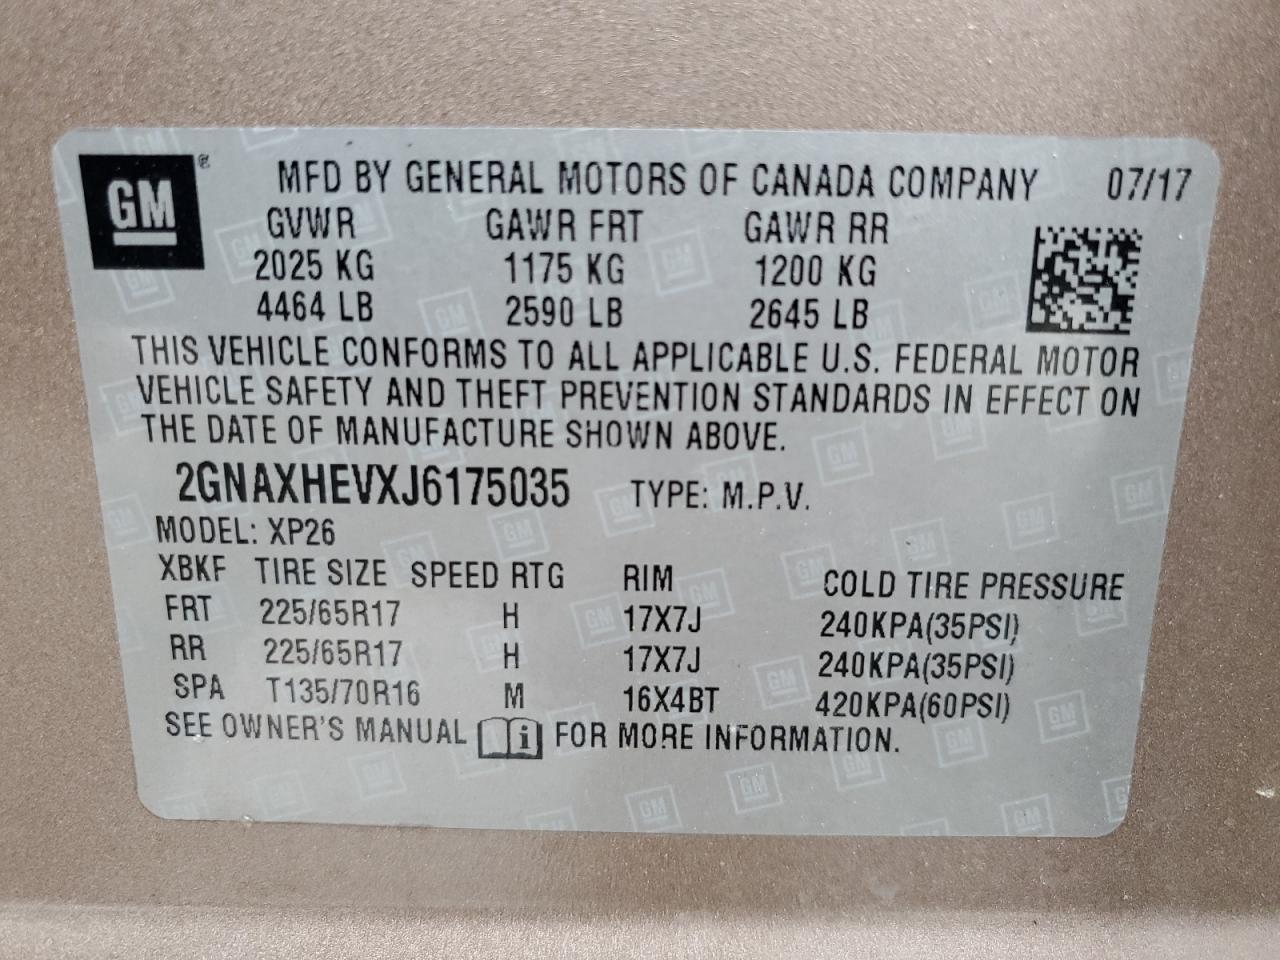 GM ® MFD BY GENERAL MOTORS OF CANADA COMPANY 07/17
GVWR GAWR FRT GAWR RR
2025 KG 1175 KG 1200 KG
4464 LB 2590 LB 2645 LB
THIS VEHICLE CONFORMS TO ALL APPLICABLE U.S. FEDERAL MOTOR
VEHICLE SAFETY AND THEFT PREVENTION STANDARDS IN EFFECT ON
THE DATE OF MANUFACTURE SHOWN ABOVE.
2GNAXHEVXJ6175035 TYPE: M.P.V.
MODEL: XP26
XBKF TIRE SIZE SPEED RTG RIM COLD TIRE PRESSURE
FRT 225/65R17 H 17X7J 240KPA(35PSI)
RR 225/65R17 H 17X7J 240KPA(35PSI)
SPA T135/70R16 M 16X4BT 420KPA(60PSI)
SEE OWNER'S MANUAL i FOR MORE INFORMATION.